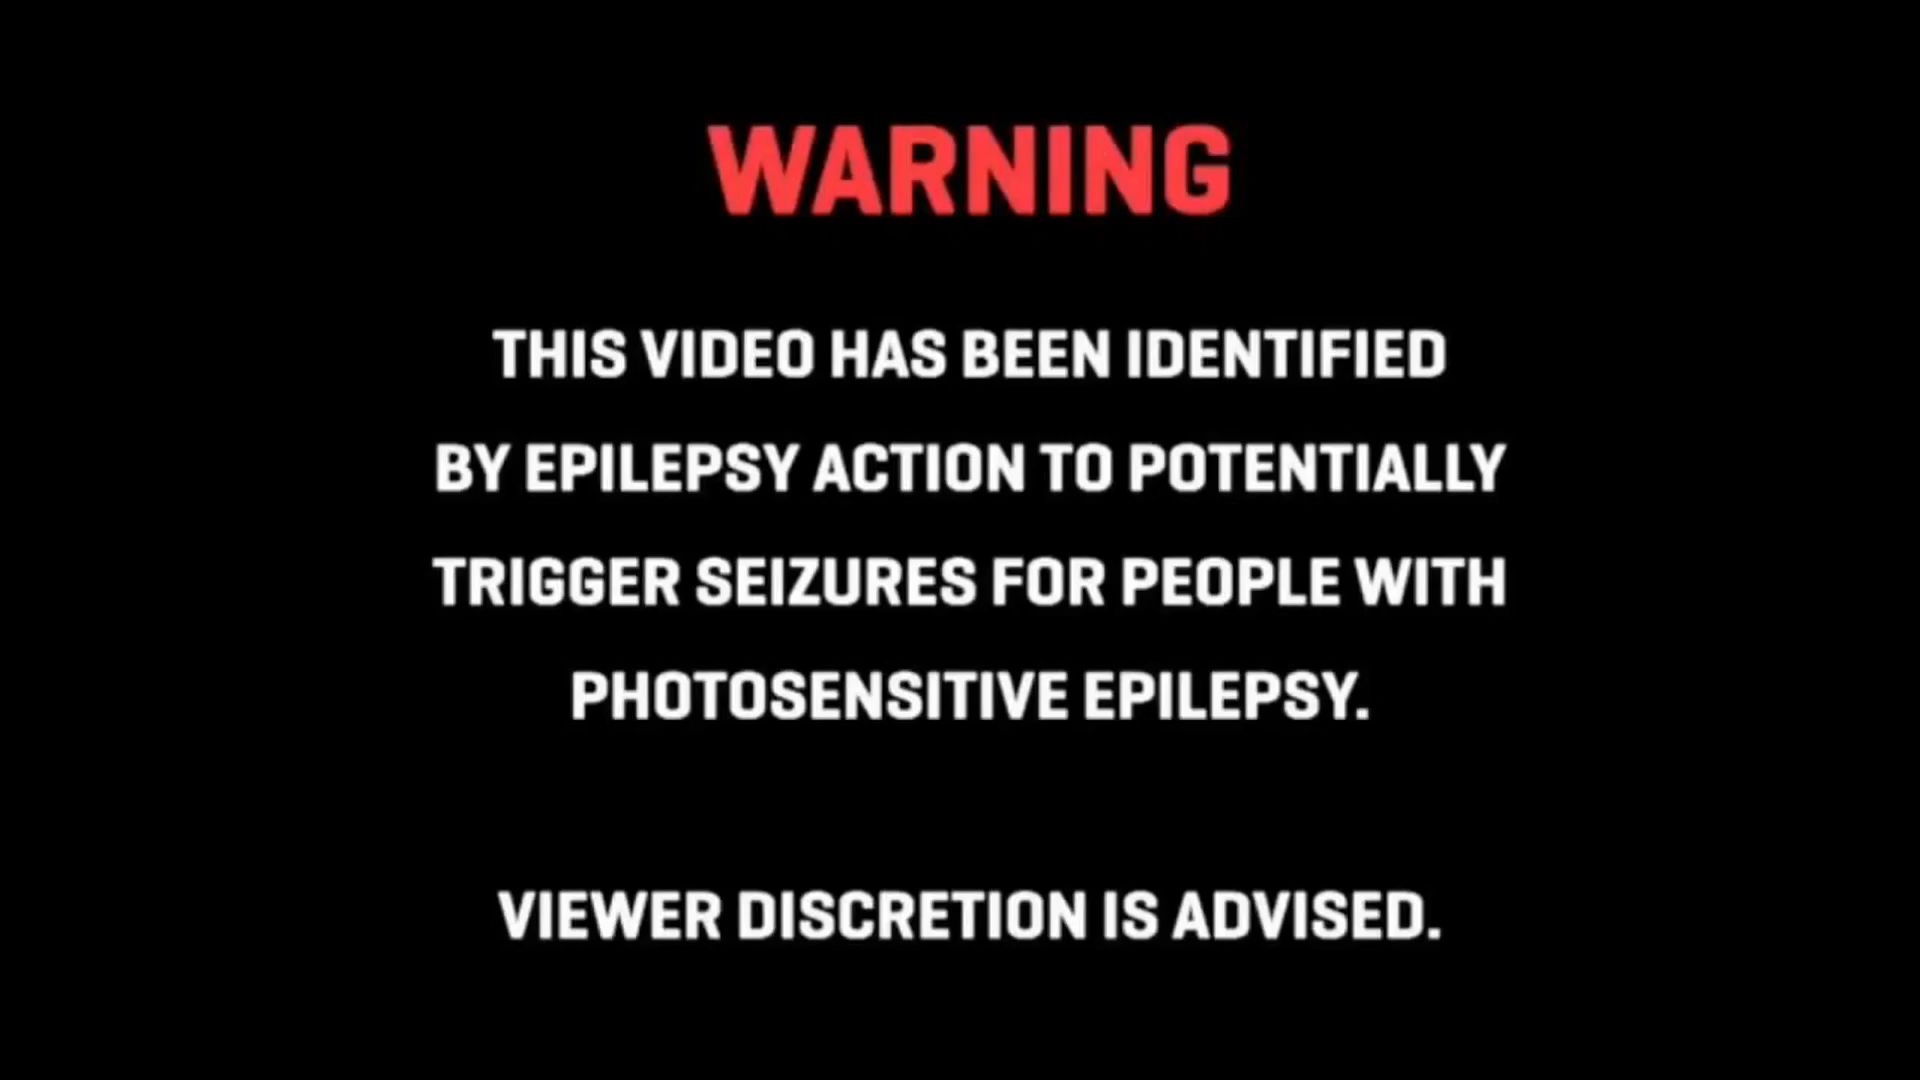 WARNING
THIS VIDEO HAS BEEN IDENTIFIED
BY EPILEPSY ACTION TO POTENTIALLY
TRIGGER SEIZURES FOR PEOPLE WITH
PHOTOSENSITIVE EPILEPSY.
VIEWER DISCRETION IS ADVISED.